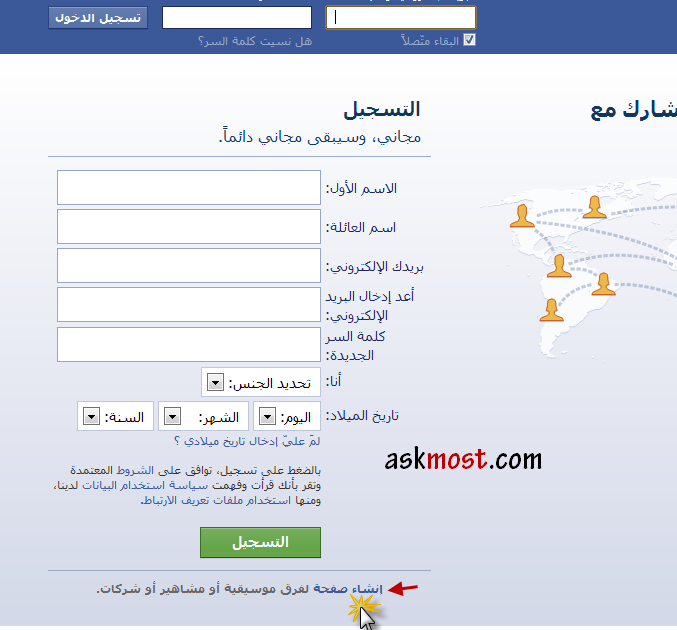 تسجيل الدخول
البقاء متّصلاً
هل نسيت كلمة السر؟
شارك مع
التسجيل
مجاني، وسيبقى مجاني دائماً.
الاسم الأول:
اسم العائلة:
بريدك الإلكتروني:
أعد إدخال البريد
الإلكتروني:
كلمة السر
الجديدة:
أنا: تحديد الجنس:
تاريخ الميلاد: اليوم: الشهر: السنة:
لمَ عليّ إدخال تاريخ ميلادي ؟
askmost.com
بالضغط على تسجيل، توافق على الشروط المعتمدة
وتقر بأنك قرأت وفهمت سياسة استخدام البيانات لدينا،
ومنها استخدام ملفات تعريف الارتباط.
التسجيل
إنشاء صفحة لفرق موسيقية أو مشاهير أو شركات.